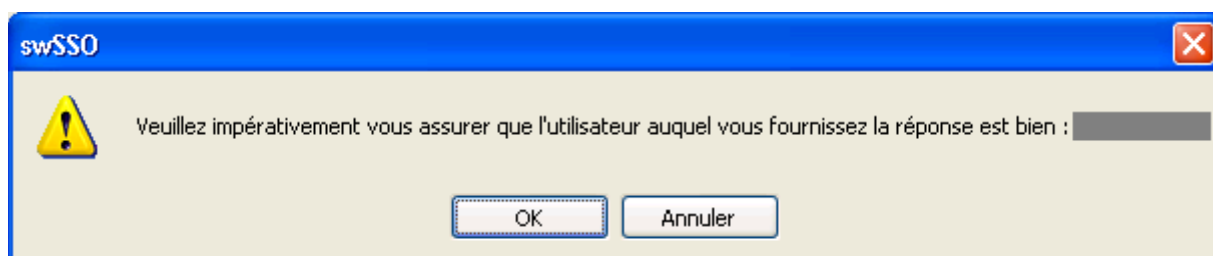 swSSO
Veuillez impérativement vous assurer que l'utilisateur auquel vous fournissez la réponse est bien :
OK
Annuler